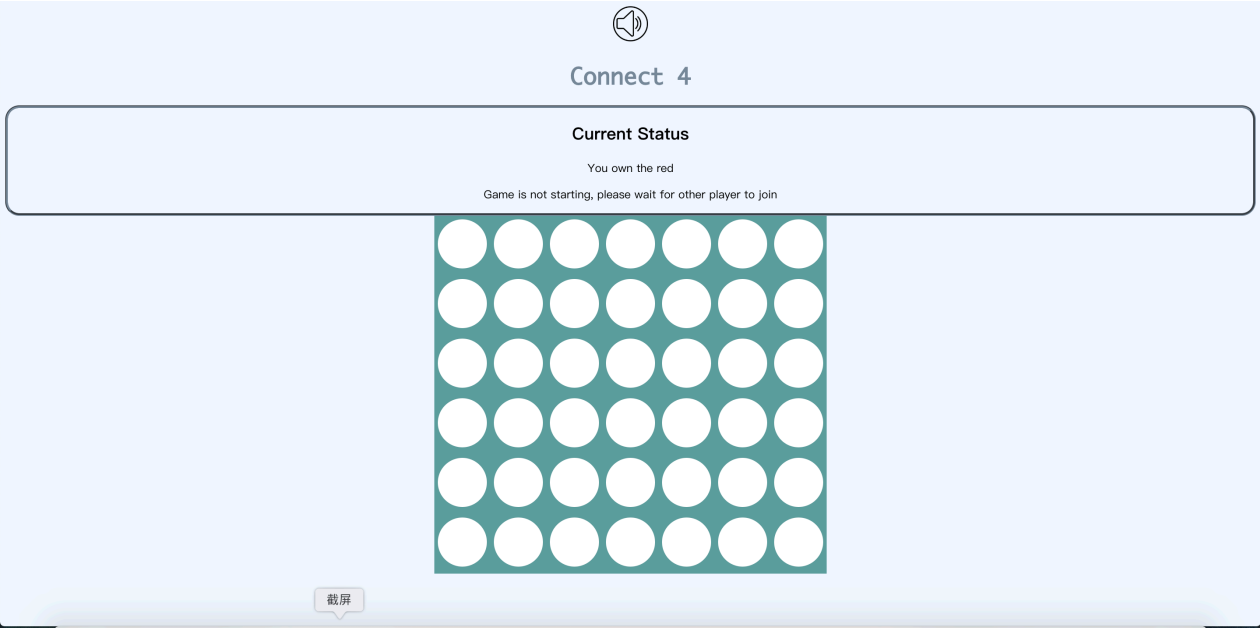 Connect 4
Current Status
You own the red
Game is not starting, please wait for other player to join
截屏